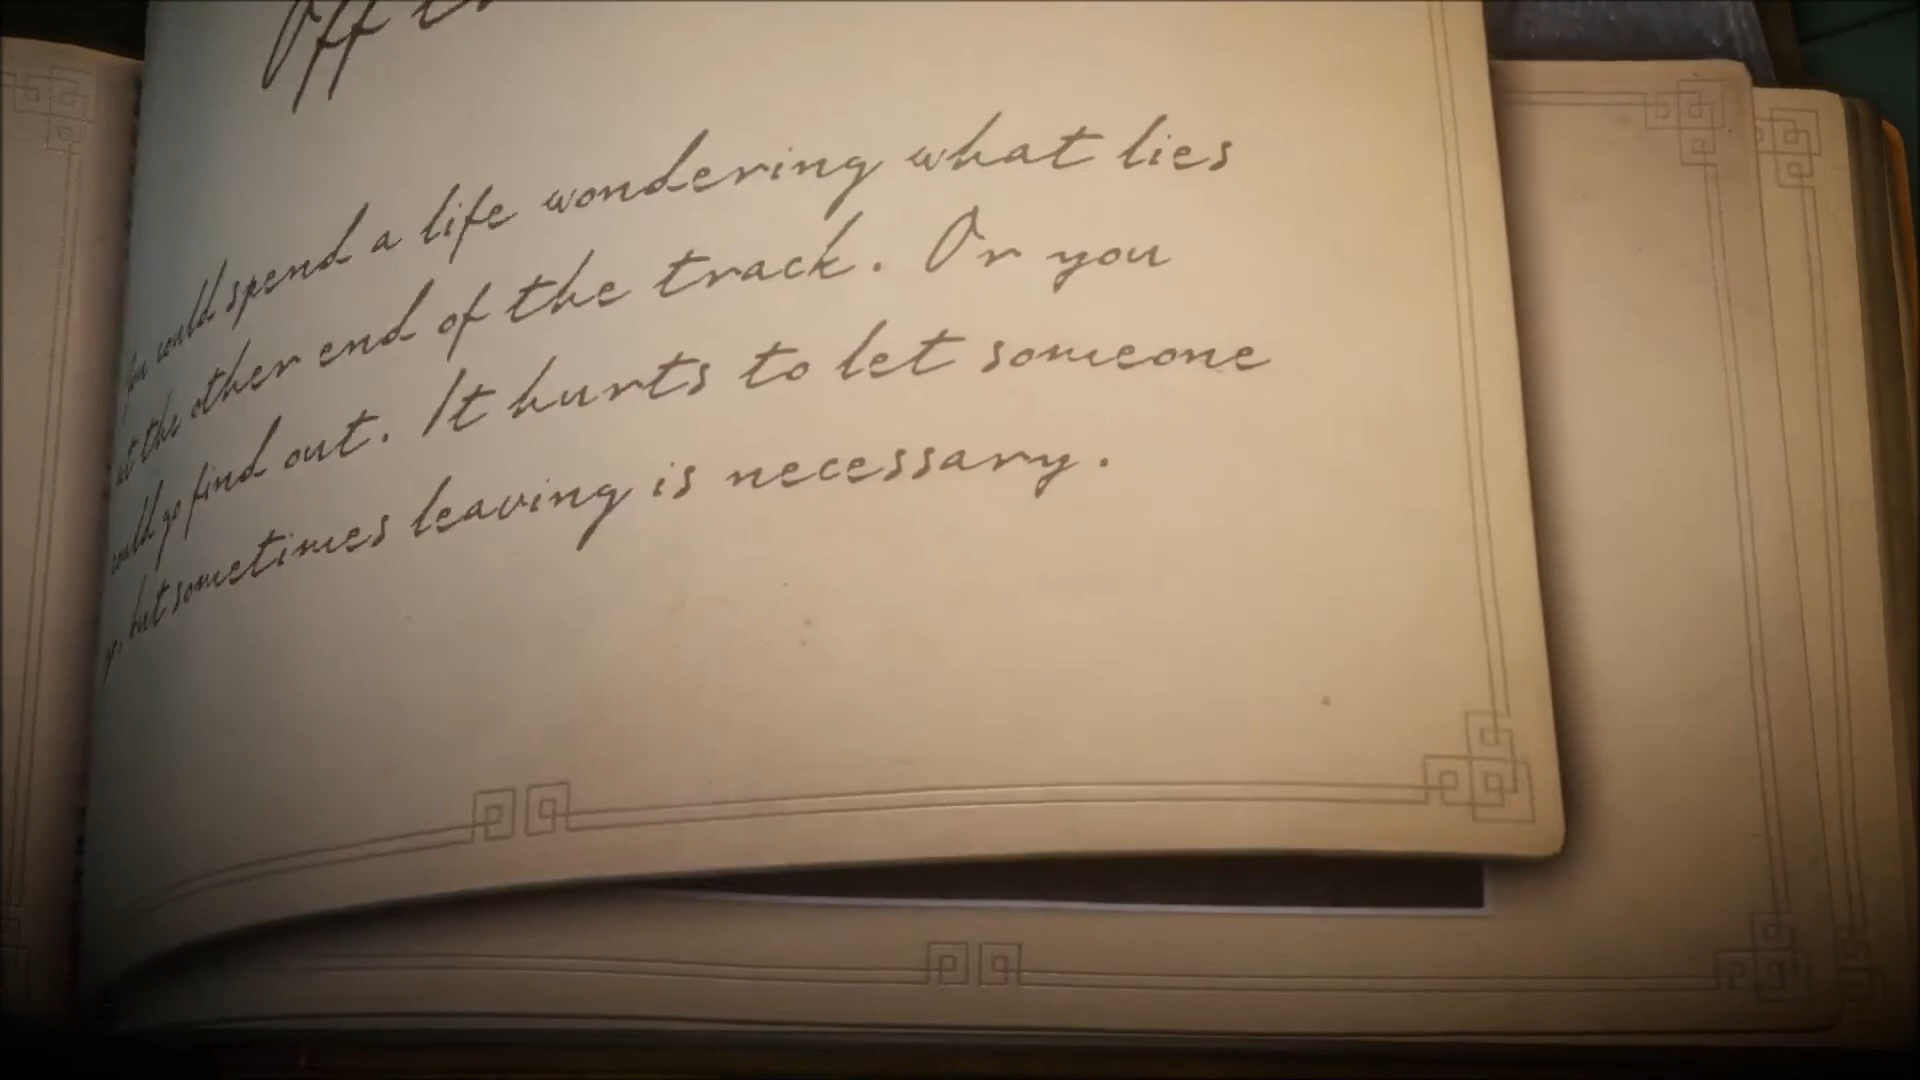 Off
You could spend a life wondering what lies
at the other end of the track. Or you
could go find out. It hurts to let someone
go, but sometimes leaving is necessary.